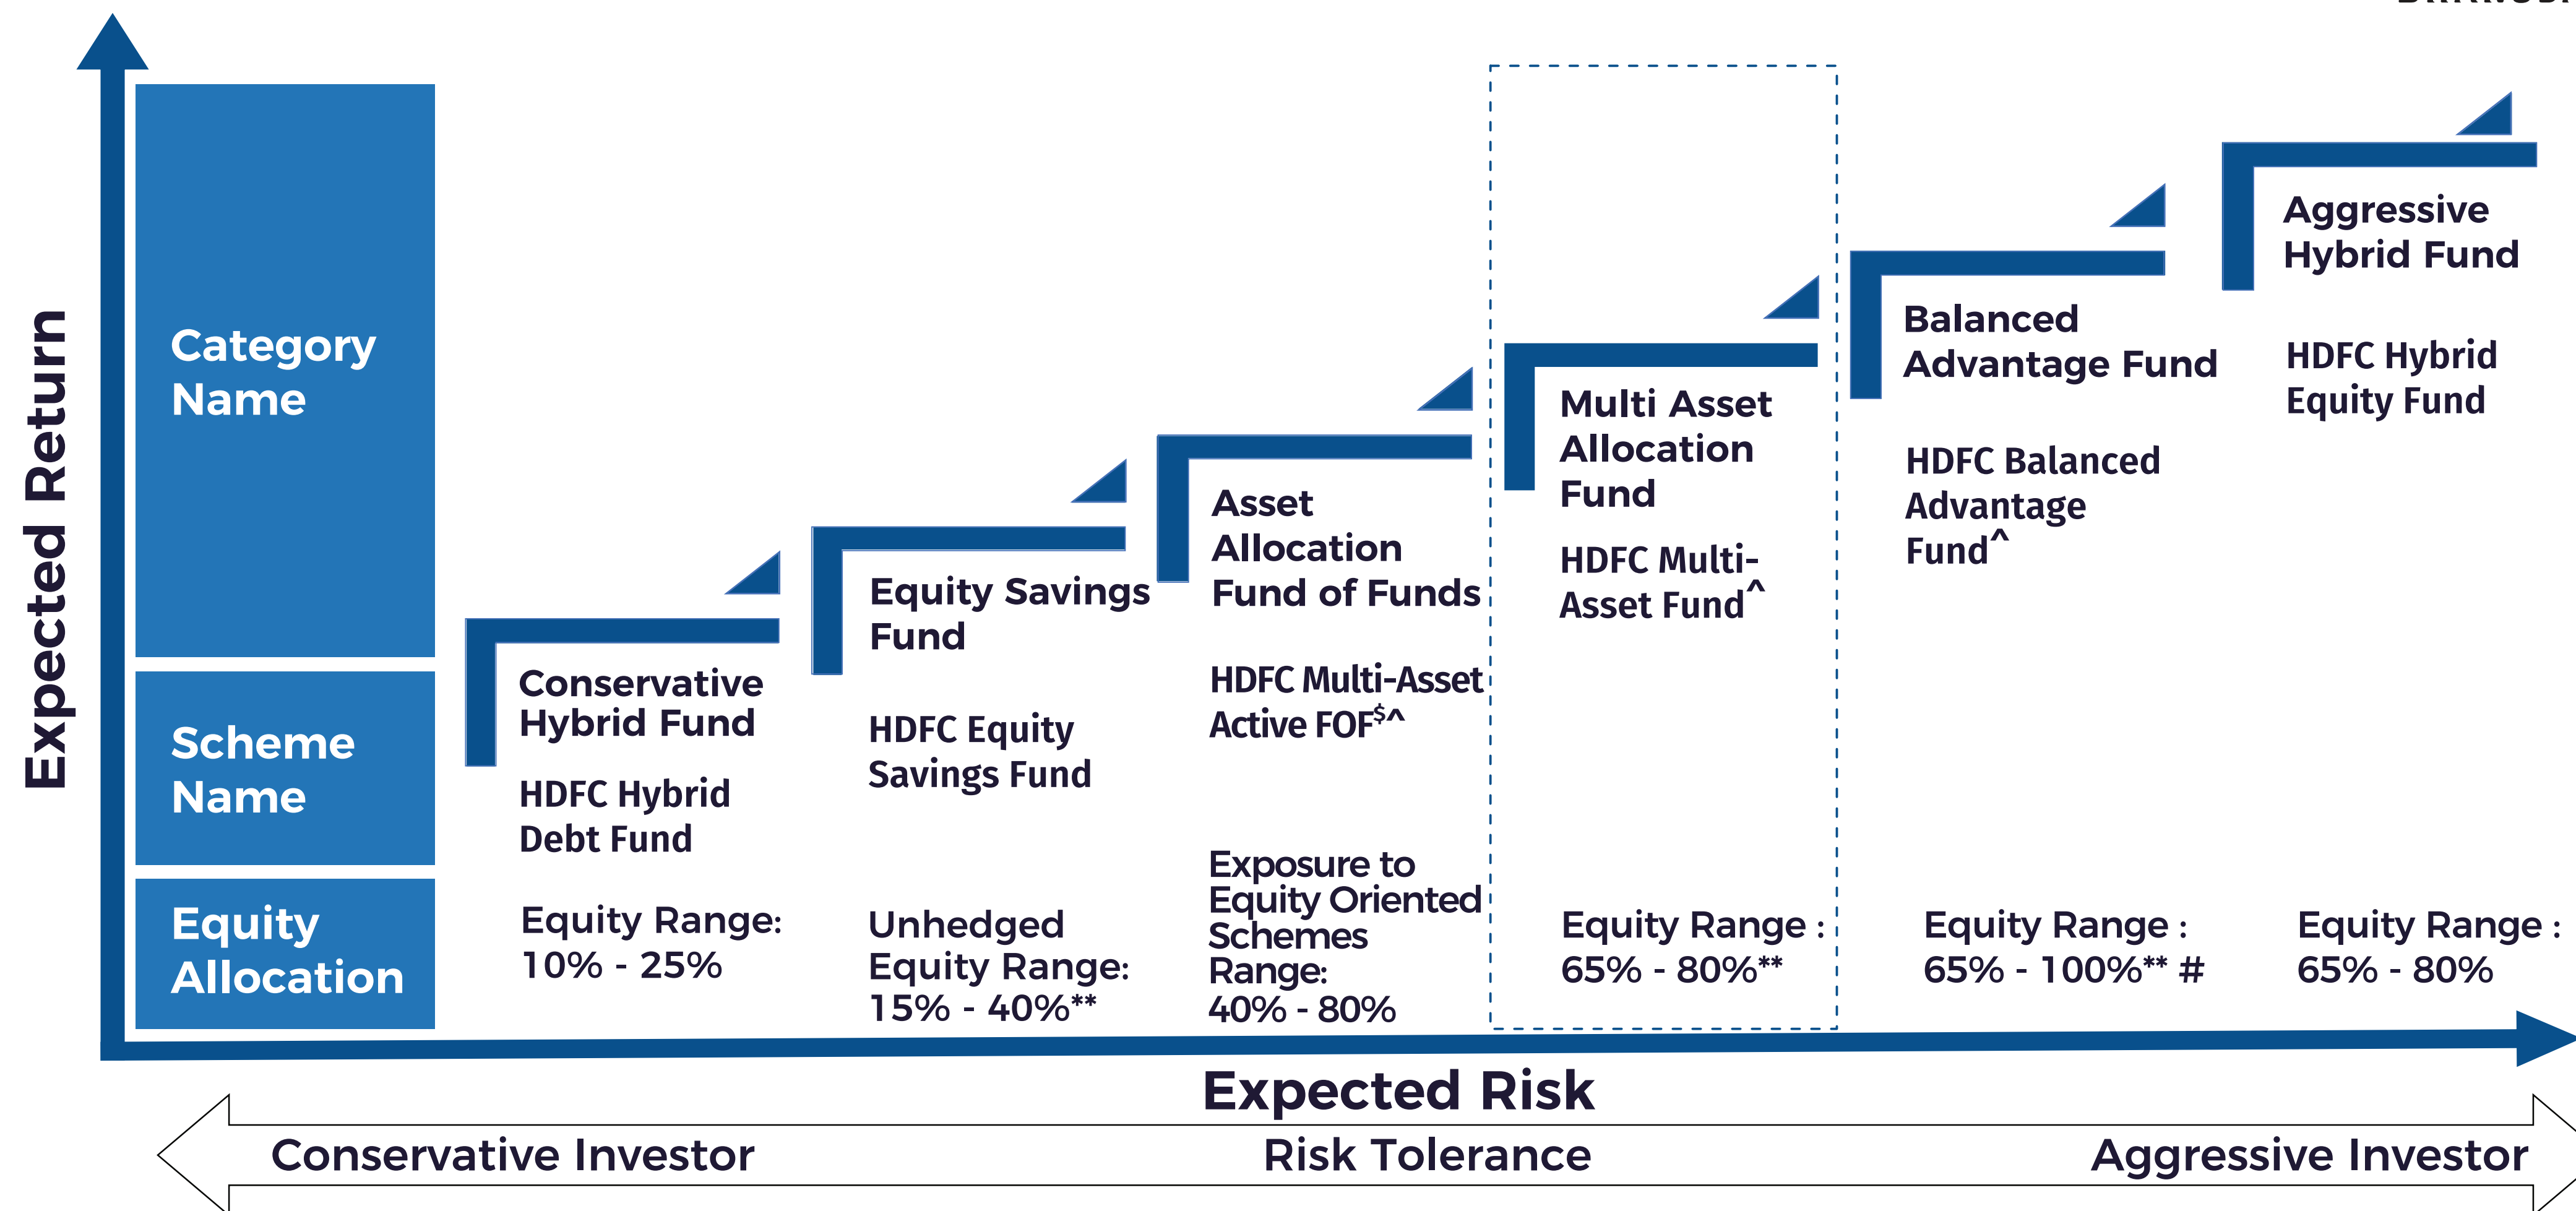 Expected Return
Category
Name
Scheme
Name
Equity
Allocation
Conservative
Hybrid Fund
HDFC Hybrid
Debt Fund
Equity Range:
10% - 25%
Equity Savings
Fund
HDFC Equity
Savings Fund
Unhedged
Equity Range:
15% - 40%**
Asset
Allocation
Fund of Funds
HDFC Multi-Asset
Active FOF$^
Exposure to
Equity Oriented
Schemes
Range:
40% - 80%
Multi Asset
Allocation
Fund
HDFC Multi-
Asset Fund^
Equity Range :
65% - 80%**
Balanced
Advantage Fund
HDFC Balanced
Advantage
Fund^
Equity Range :
65% - 100%** #
Aggressive
Hybrid Fund
HDFC Hybrid
Equity Fund
Equity Range :
65% - 80%
Expected Risk
Conservative Investor
Risk Tolerance
Aggressive Investor